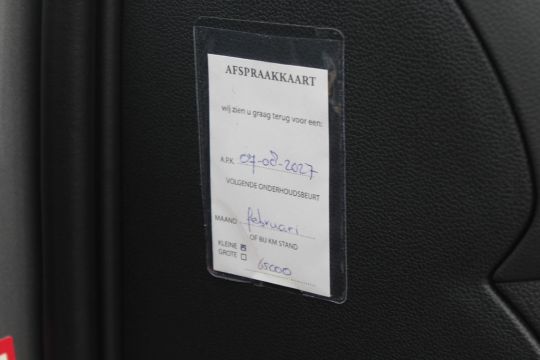 AFSPRAAKKAART
wij zien u graag terug voor een:
A.P.K. 07-08-2027
VOLGENDE ONDERHOUDSBEURT
MAAND februari
OF BIJ KM STAND
KLEINE
GROTE 65000